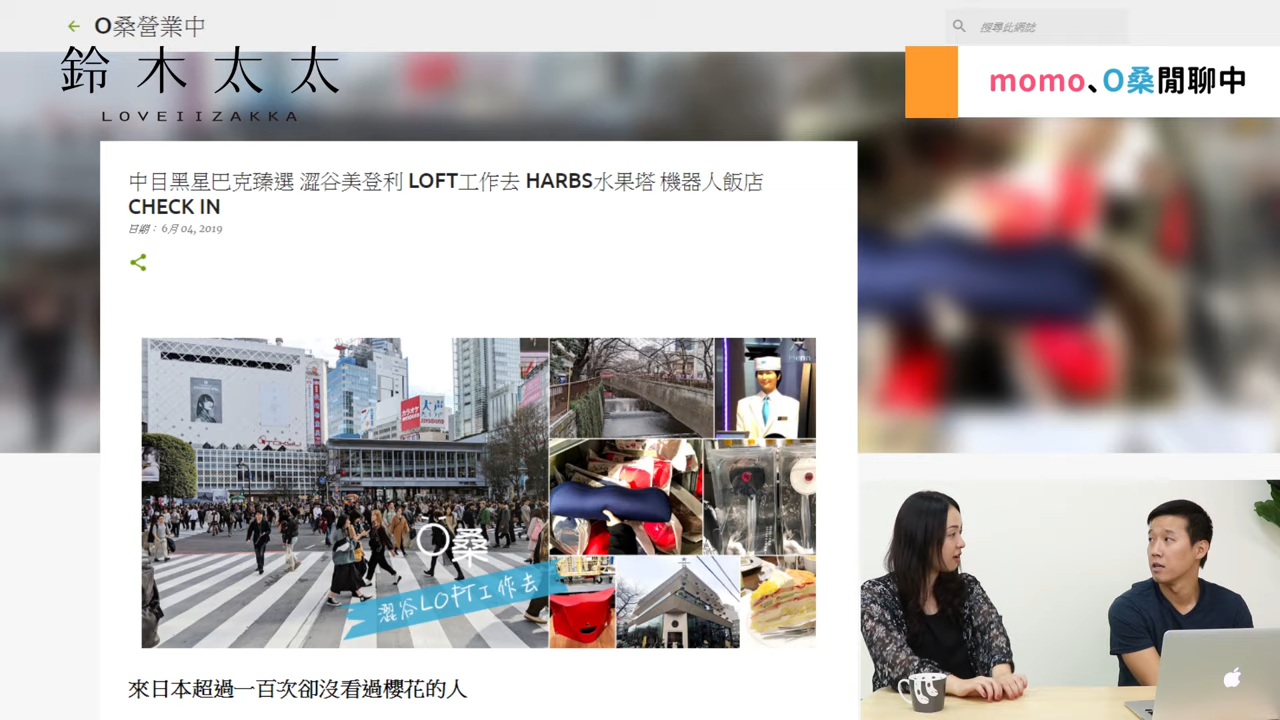 O桑營業中
搜尋此網誌
鈴木太太
LOVEIIZAKKA
momo、O桑閒聊中
中目黑星巴克臻選 澀谷美登利 LOFT工作去 HARBS水果塔 機器人飯店
CHECK IN
日期： 6月 04, 2019
O桑
澀谷LOFT工作去
來日本超過一百次卻沒看過櫻花的人